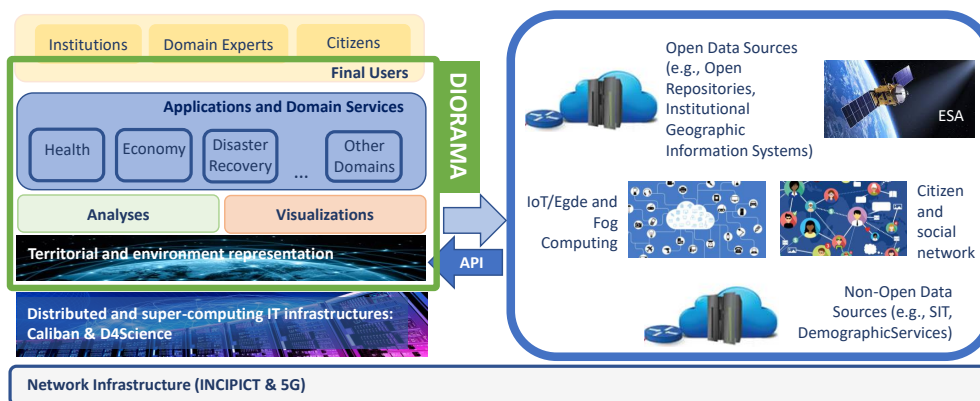 Institutions
Domain Experts
Citizens
Final Users
DIORAMA
Applications and Domain Services
Health
Economy
Disaster
Recovery
...
Other
Domains
Analyses
Visualizations
Territorial and environment representation
Distributed and super-computing IT infrastructures:
Caliban & D4Science
API
Open Data Sources
(e.g., Open
Repositories,
Institutional
Geographic
Information Systems)
ESA
IoT/Egde and
Fog
Computing
Citizen
and
social
network
Non-Open Data
Sources (e.g., SIT,
DemographicServices)
Network Infrastructure (INCIPICT & 5G)